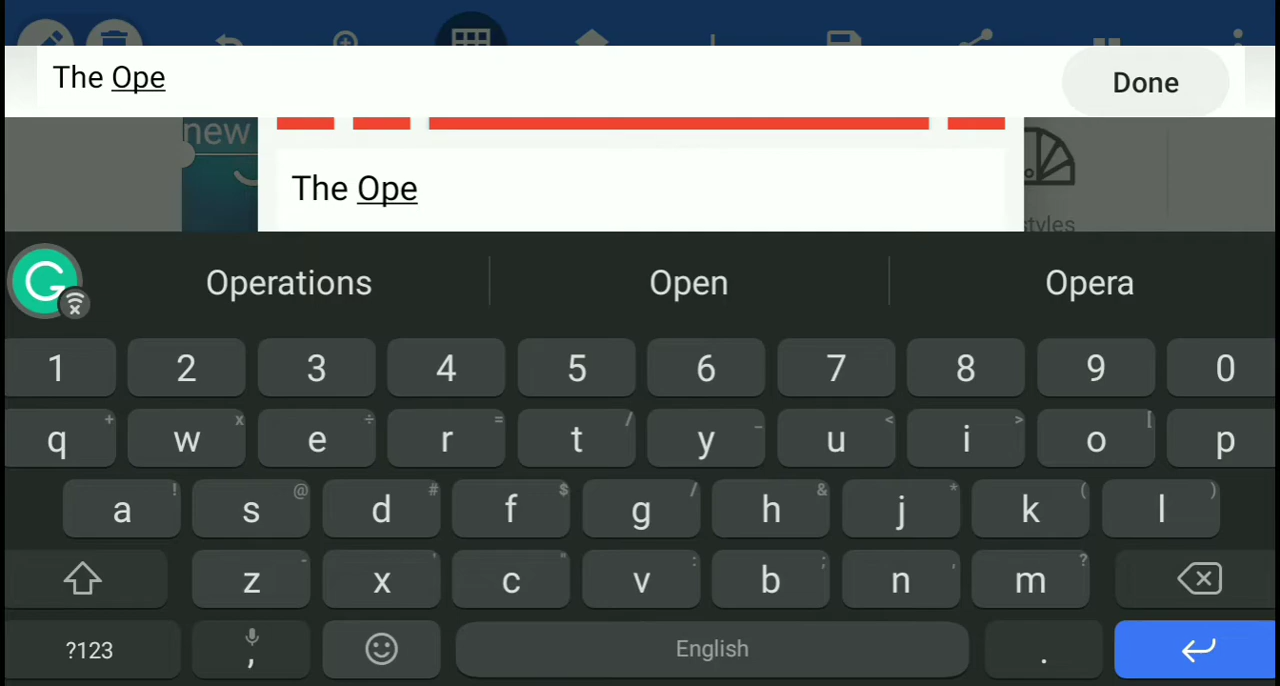 The Ope
Done
new
The Ope
styles
Operations Open Opera
1 2 3 4 5 6 7 8 9 0
+ x ÷ = / _ < > [
q w e r t y u i o p
! @ # $ / & * ( )
a s d f g h j k l
- ' " : ; , ?
z x c v b n m
?123 , English .